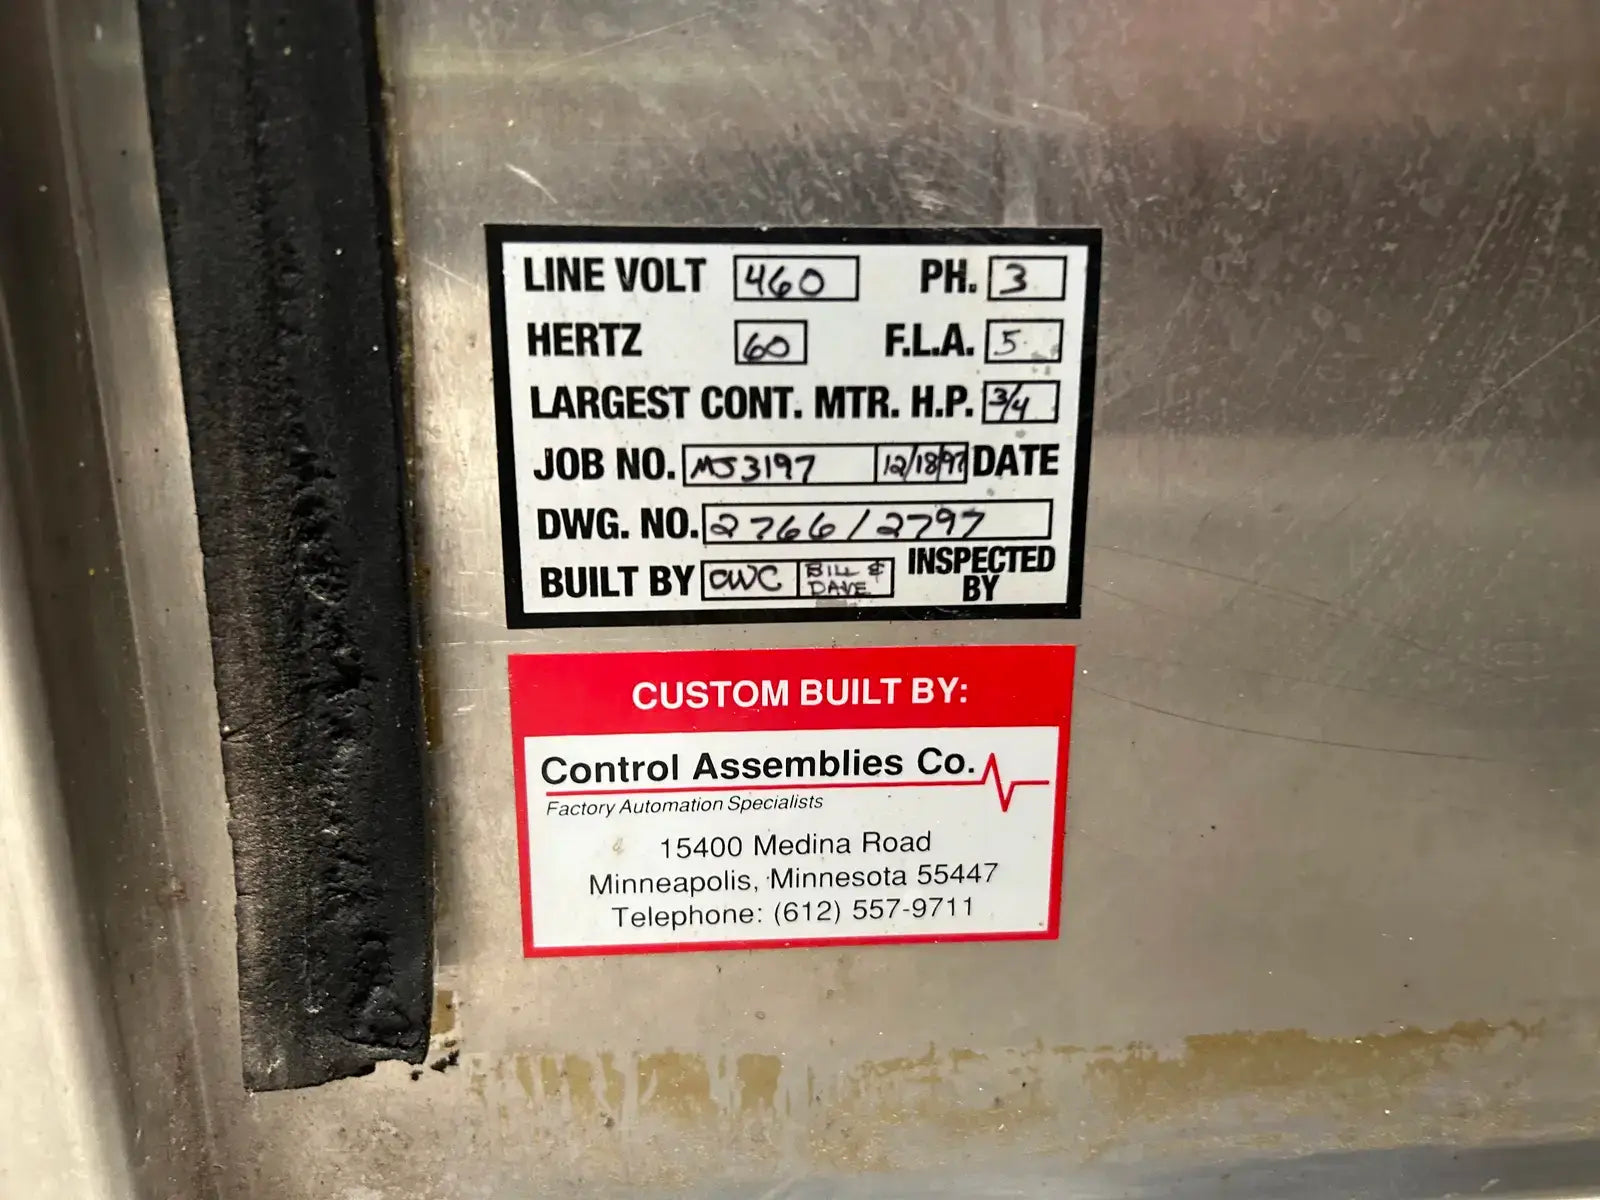 LINE VOLT 460 PH. 3
HERTZ 60 F.L.A. 5
LARGEST CONT. MTR. H.P. 3/4
JOB NO. MJ3197 12/18/97 DATE
DWG. NO. 2766/2797
BUILT BY OWC BILL & DAVE INSPECTED BY
CUSTOM BUILT BY:
Control Assemblies Co.
Factory Automation Specialists
15400 Medina Road
Minneapolis, Minnesota 55447
Telephone: (612) 557-9711